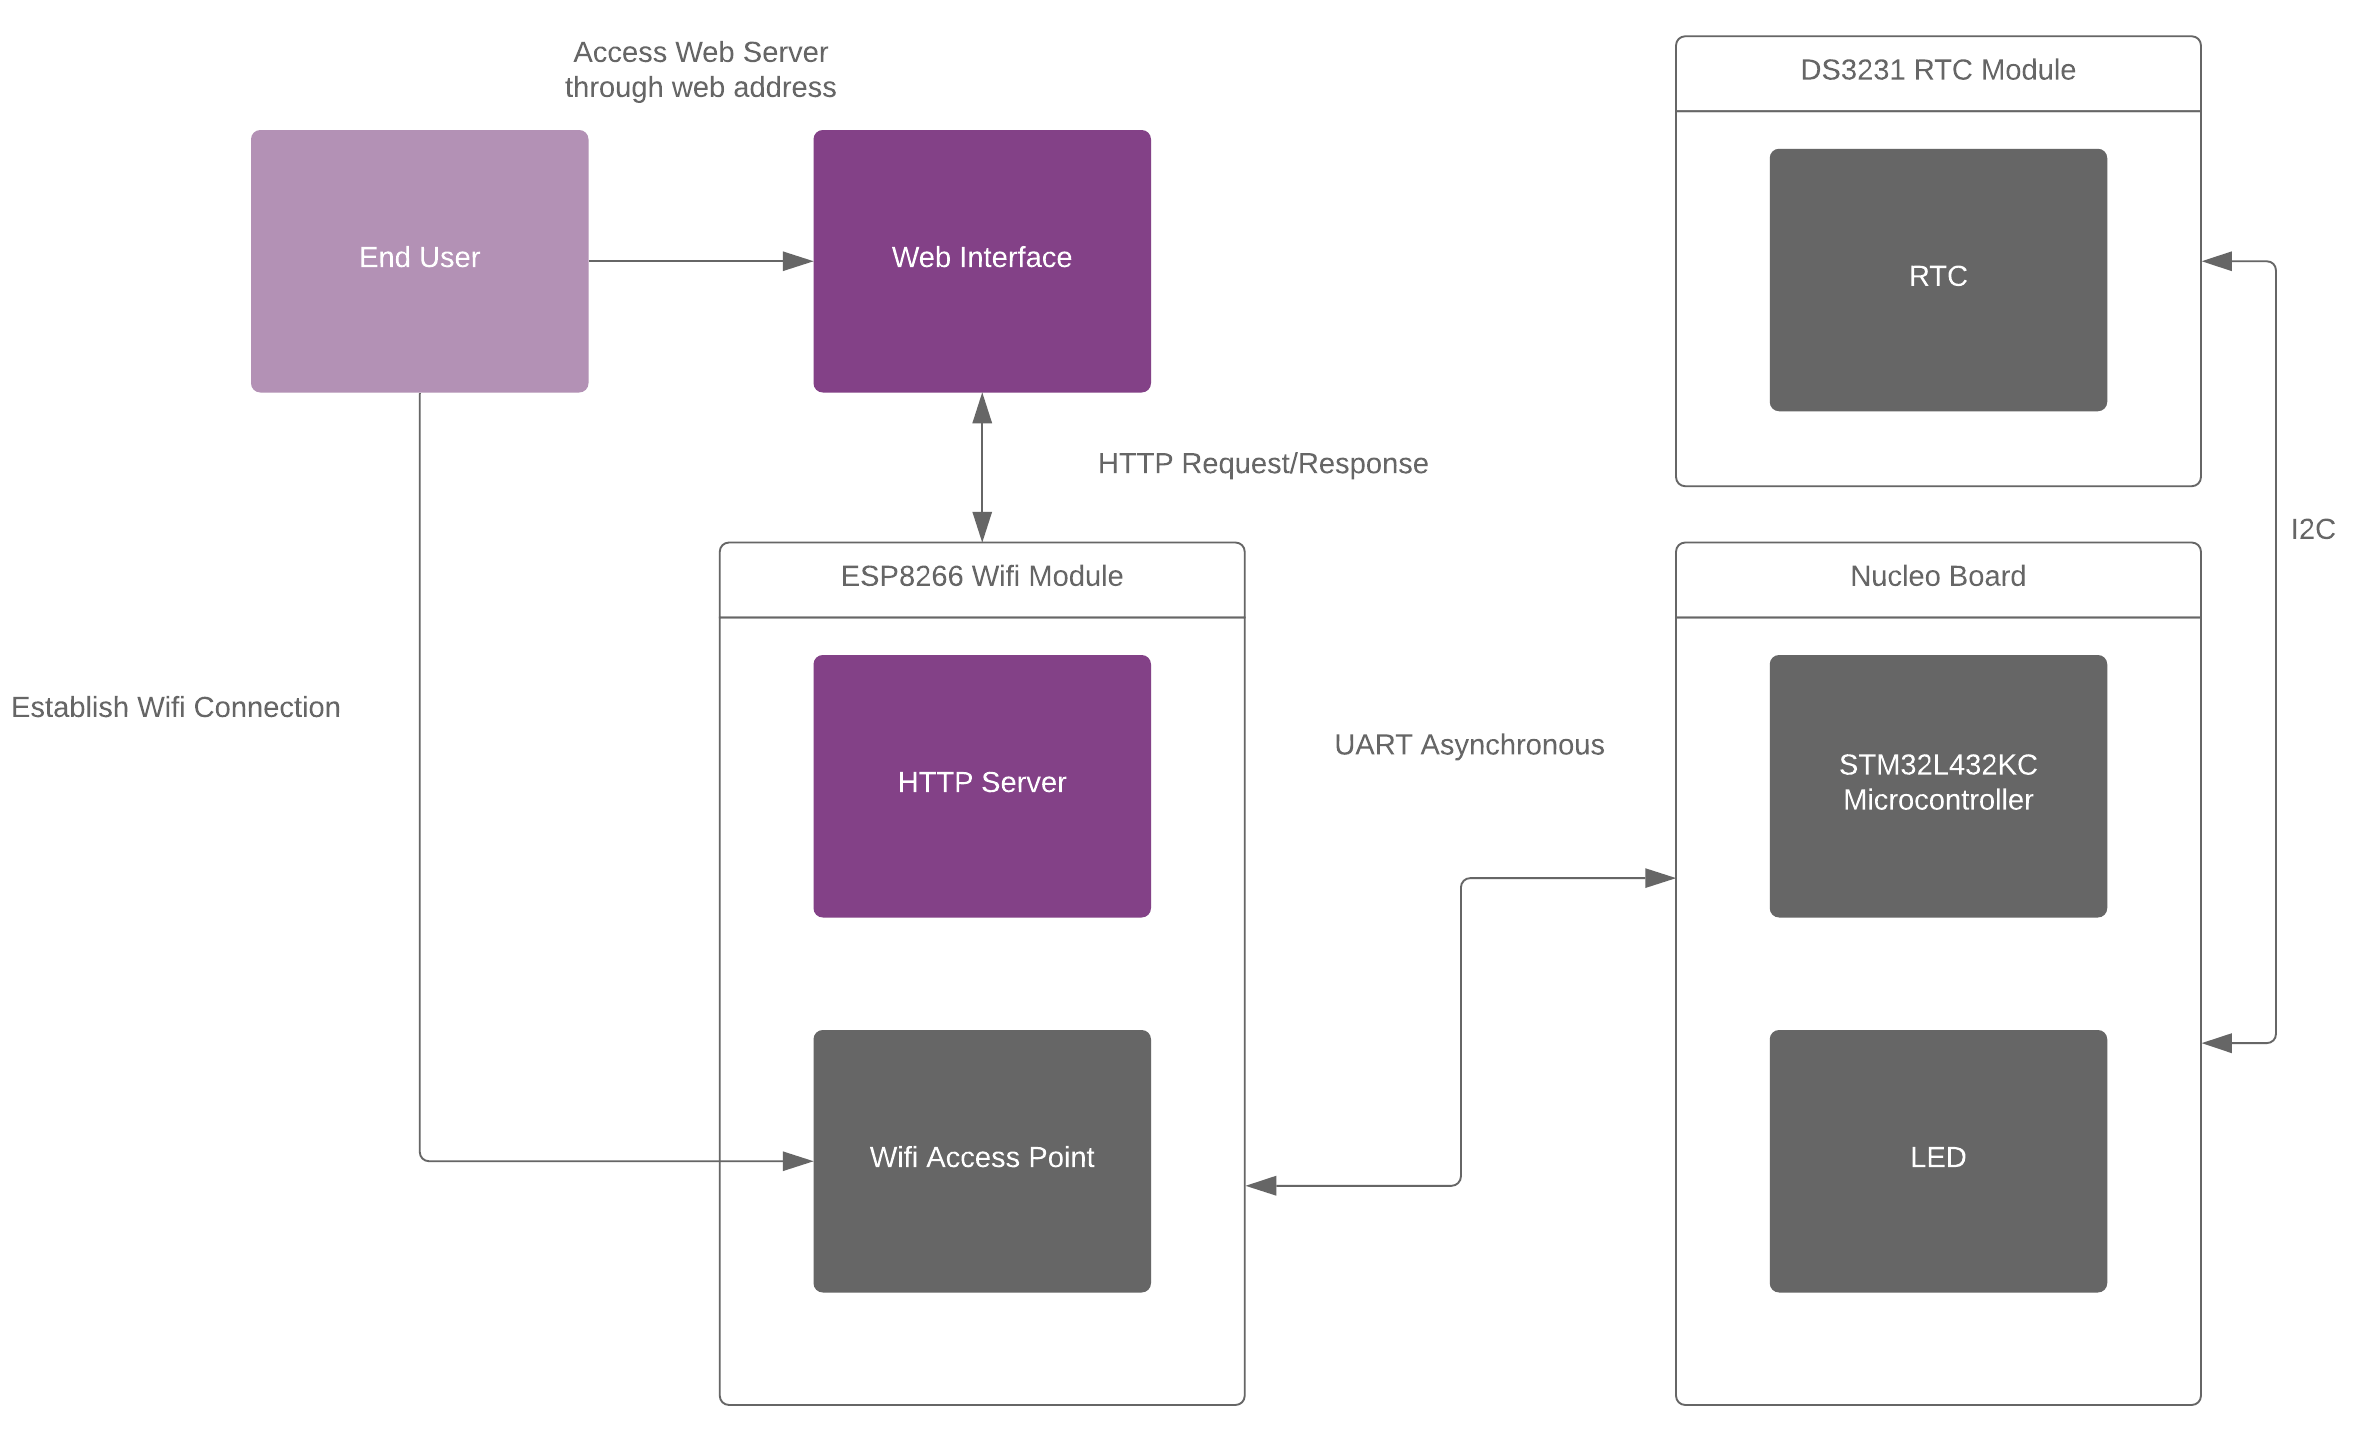 Access Web Server
through web address
DS3231 RTC Module
End User
Web Interface
RTC
HTTP Request/Response
I2C
ESP8266 Wifi Module
Nucleo Board
Establish Wifi Connection
UART Asynchronous
HTTP Server
STM32L432KC
Microcontroller
Wifi Access Point
LED